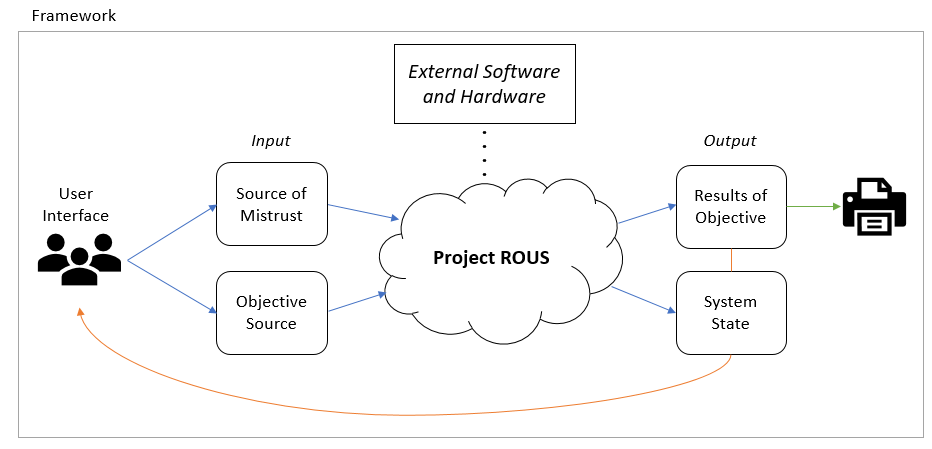 Framework
External Software
and Hardware
Input
Output
User
Interface
Source of
Mistrust
Results of
Objective
Project ROUS
Objective
Source
System
State